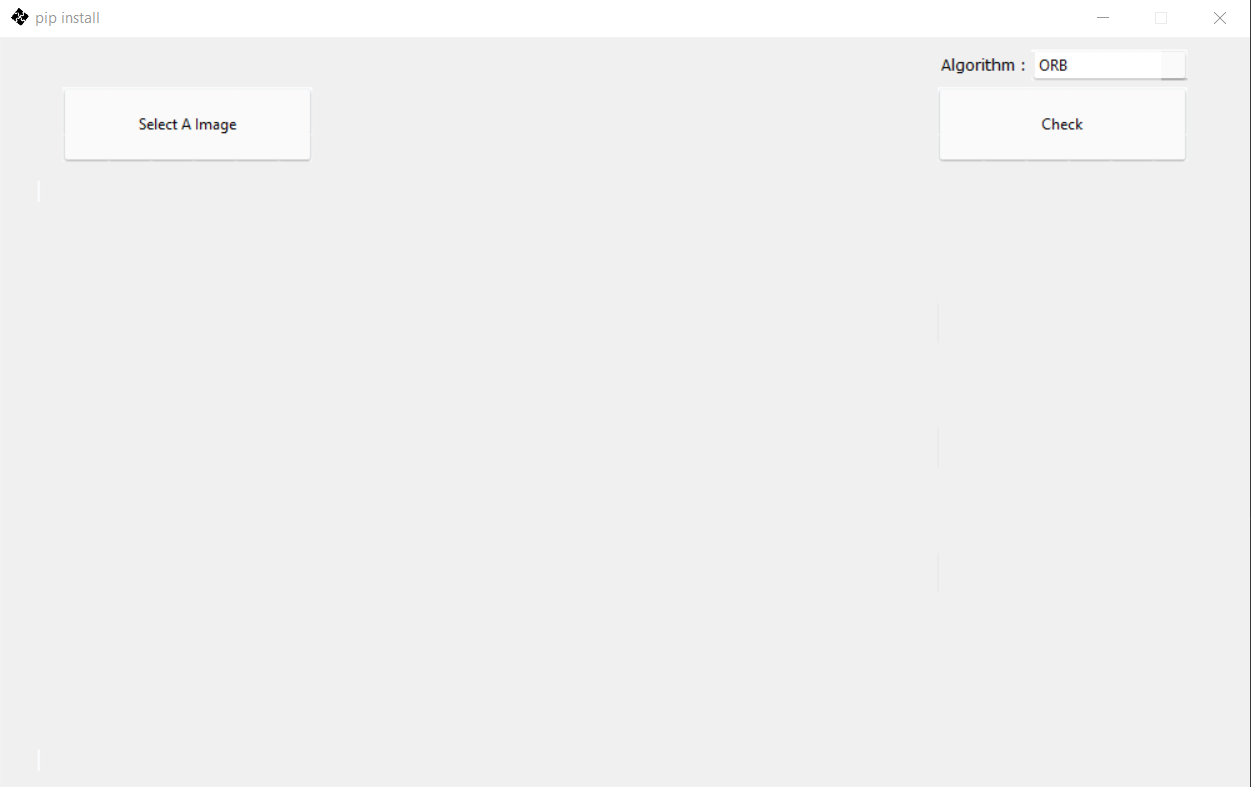 pip install
Algorithm :
ORB
Select A Image
Check